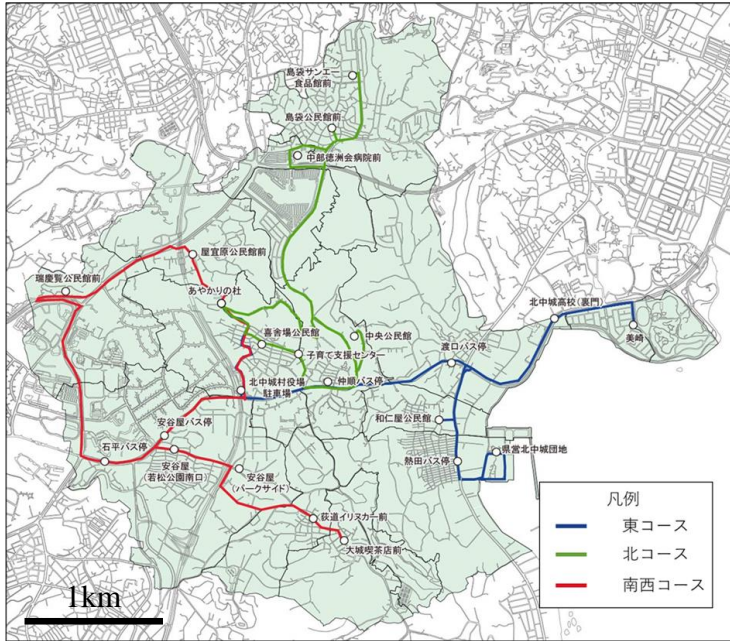 島袋サンエー
食品館前
島袋公民館前
中部徳洲会病院前
屋宜原公民館前
瑞慶覧公民館前
あやかりの杜
喜舎場公民館
中央公民館
子育て支援センター
北中城高校(裏門)
美崎
渡口バス停
北中城村役場
駐車場
仲順バス停
和仁屋公民館
安谷屋バス停
石平バス停
安谷屋
(若松公園南口)
安谷屋
(パークサイド)
熱田バス停
県営北中城団地
荻道イリヌカー前
大城喫茶店前
凡例
東コース
北コース
南西コース
1km